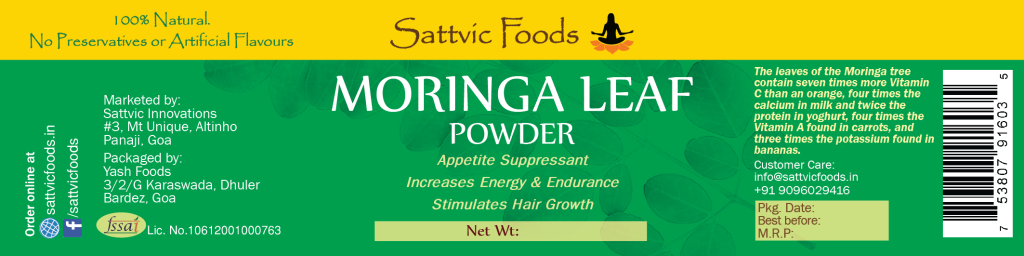 100% Natural.
No Preservatives or Artificial Flavours
Sattvic Foods
Order online at
sattvicfoods.in
/sattvicfoods
Marketed by:
Sattvic Innovations
#3, Mt Unique, Altinho
Panaji, Goa
Packaged by:
Yash Foods
3/2/G Karaswada, Dhuler
Bardez, Goa
fssai
Lic. No.10612001000763
MORINGA LEAF
POWDER
Appetite Suppressant
Increases Energy & Endurance
Stimulates Hair Growth
Net Wt:
The leaves of the Moringa tree
contain seven times more Vitamin
C than an orange, four times the
calcium in milk and twice the
protein in yoghurt, four times the
Vitamin A found in carrots, and
three times the potassium found in
bananas.
Customer Care:
info@sattvicfoods.in
+91 9096029416
Pkg. Date:
Best before:
M.R.P:
7 53807 91603 5